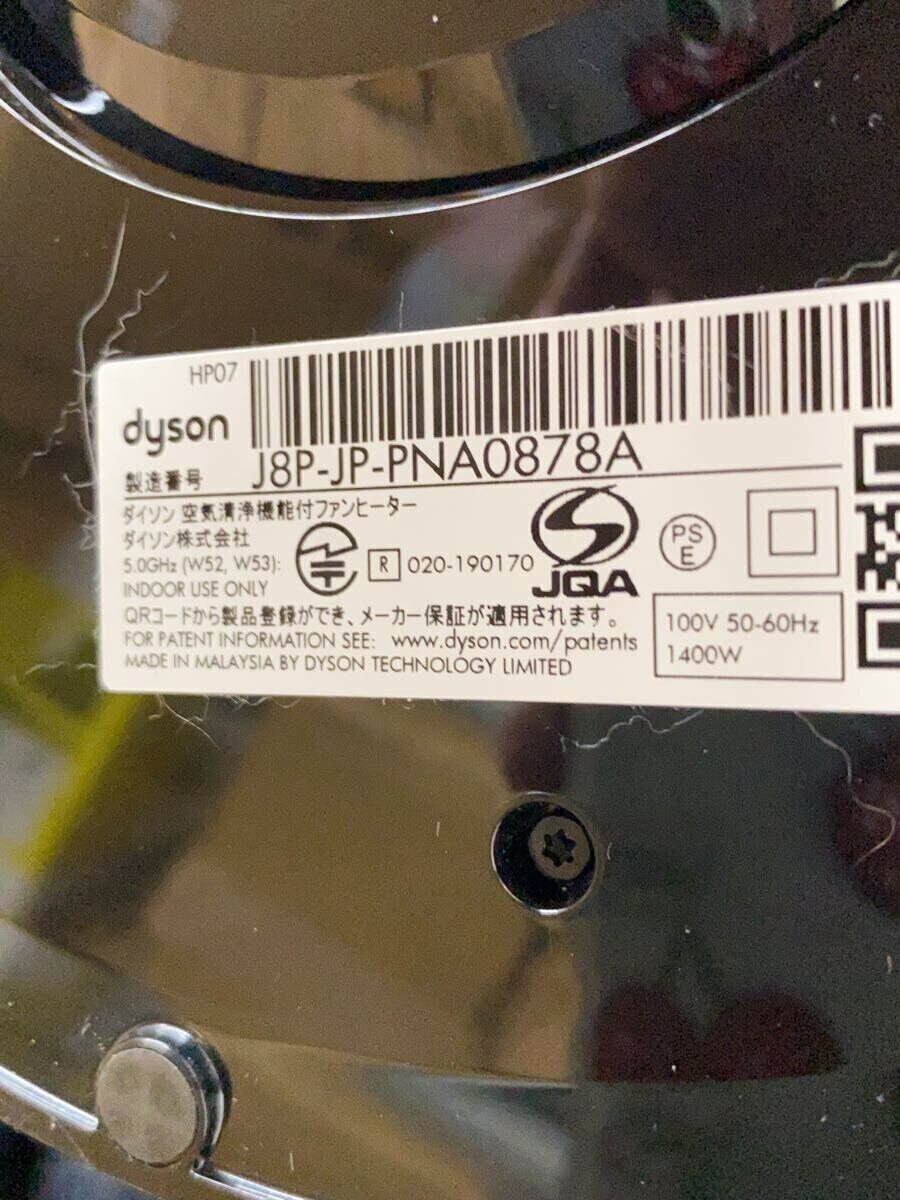 HP07
dyson
製造番号 J8P-JP-PNA0878A
ダイソン 空気清浄機能付ファンヒーター
ダイソン株式会社
5.0GHz (W52, W53): R 020-190170
INDOOR USE ONLY
JQA
PS
E
QRコードから製品登録ができ、メーカー保証が適用されます。
FOR PATENT INFORMATION SEE: www.dyson.com/patents
MADE IN MALAYSIA BY DYSON TECHNOLOGY LIMITED
100V 50-60Hz
1400W